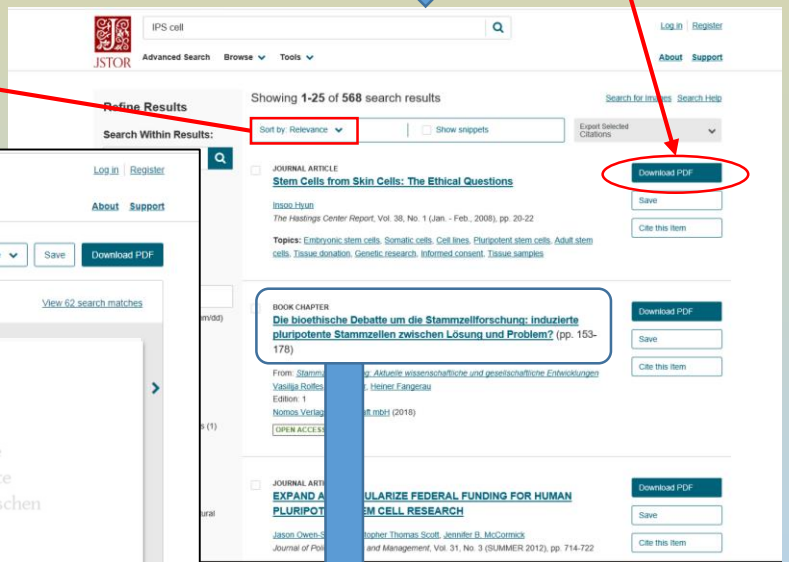 IPS cell
Log in Register
JSTOR
Advanced Search Browse Tools
About Support
Refine Results
Showing 1-25 of 568 search results
Search for Images Search Help
Search Within Results:
Sort by: Relevance
Show snippets
Export Selected
Citations
JOURNAL ARTICLE
Stem Cells from Skin Cells: The Ethical Questions
Insoo Hyun
The Hastings Center Report, Vol. 38, No. 1 (Jan. - Feb., 2008), pp. 20-22
Topics: Embryonic stem cells, Somatic cells, Cell lines, Pluripotent stem cells, Adult stem
cells, Tissue donation, Genetic research, Informed consent, Tissue samples
Download PDF
Save
Cite this Item
BOOK CHAPTER
Die bioethische Debatte um die Stammzellforschung: induzierte
pluripotente Stammzellen zwischen Lösung und Problem? (pp. 153-
178)
From: Aktuelle wissenschaftliche und gesellschaftliche Entwicklungen
Vasilija Rolfes, Heiner Fangerau
Edition: 1
Nomos (2018)
OPEN ACCESS
Download PDF
Save
Cite this Item
JOURNAL
EXPAND FEDERAL FUNDING FOR HUMAN
CELL RESEARCH
Jason Thomas Scott, Jennifer B. McCormick
Journal of and Management, Vol. 31, No. 3 (SUMMER 2012), pp. 714-722
Download PDF
Save
Cite this Item
Log in Register
About Support
Save Download PDF
View 62 search matches